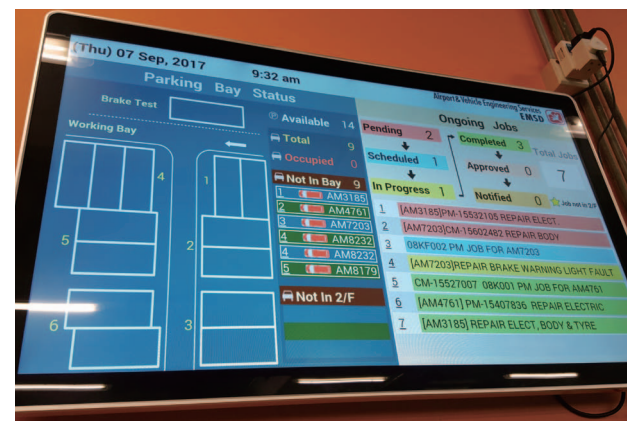 (Thu) 07 Sep, 2017
9:32 am
Parking Bay Status
Brake Test
Working Bay
1
2
3
4
5
6
Available 14
Total 9
Occupied 0
Not In Bay 9
1 AM3185
2 AM4761
3 AM7203
4 AM8232
4 AM8232
5 AM8179
Not In 2/F
Airport & Vehicle Engineering Services
EMSD
Ongoing Jobs
Pending 2
Scheduled 1
In Progress 1
Completed 3
Approved 0
Notified 0
Total Jobs
7
Job not in 2/F
1 [AM3185]PM-15532105 REPAIR ELECT.
2 [AM7203]CM-15602482 REPAIR BODY
3 08KF002 PM JOB FOR AM7203
4 [AM7203]REPAIR BRAKE WARNING LIGHT FAULT
5 CM-15527007 08K001 PM JOB FOR AM4761
6 [AM4761] PM-15407836 REPAIR ELECTRIC
7 [AM3185] REPAIR ELECT, BODY & TYRE